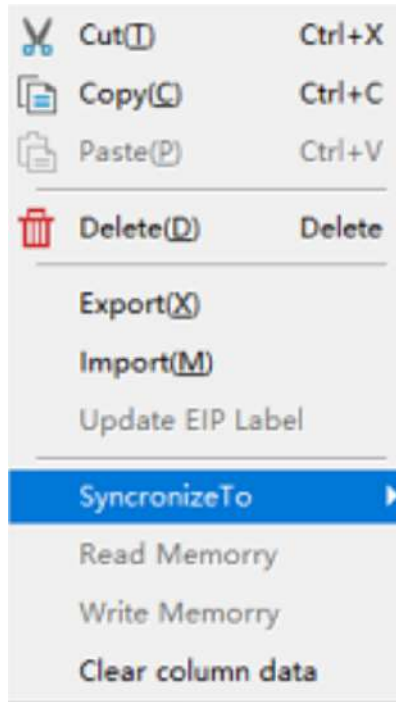 Cut(T) Ctrl+X
Copy(C) Ctrl+C
Paste(P) Ctrl+V
Delete(D) Delete
Export(X)
Import(M)
Update EIP Label
SyncronizeTo
Read Memorry
Write Memorry
Clear column data